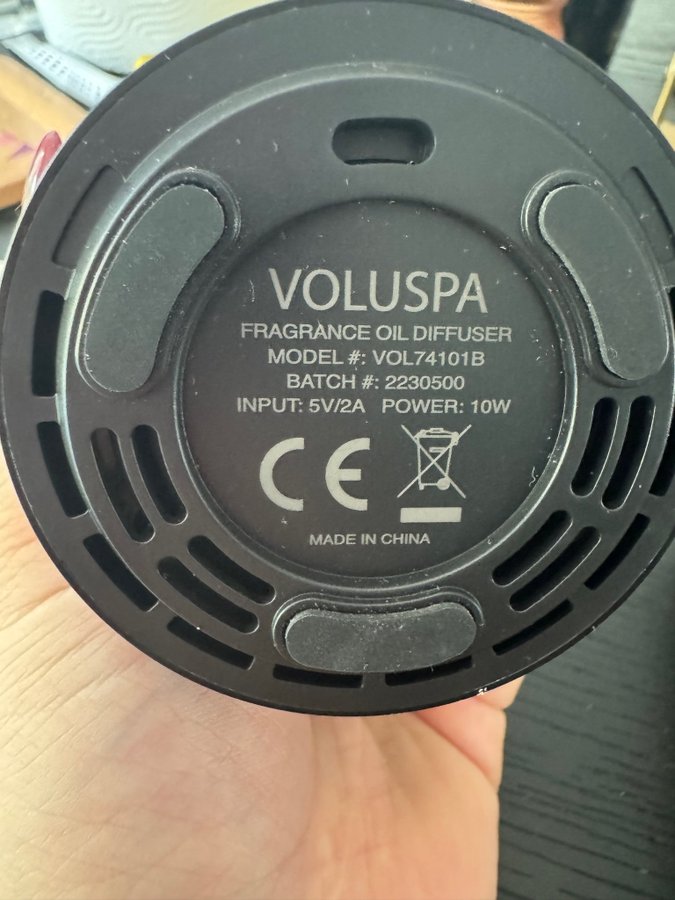 VOLUSPA
FRAGRANCE OIL DIFFUSER
MODEL #: VOL74101B
BATCH #: 2230500
INPUT: 5V/2A POWER: 10W
CE
MADE IN CHINA